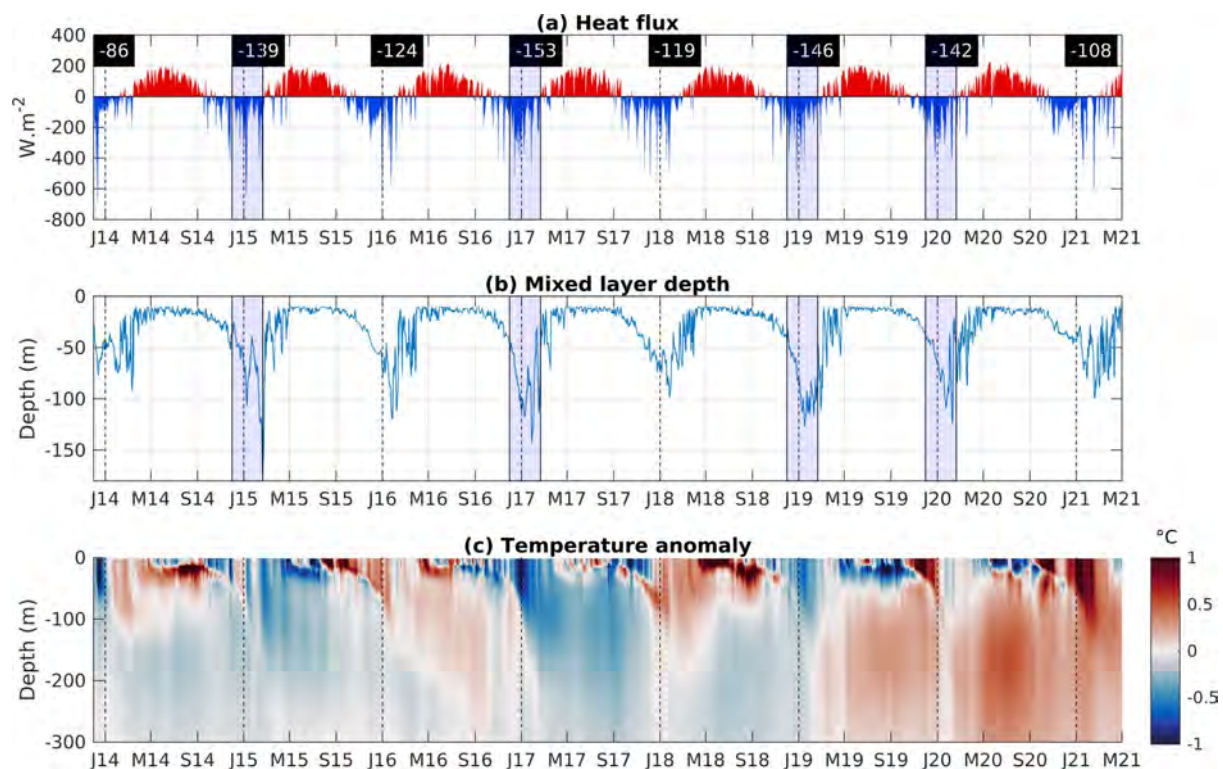 (a) Heat flux
400
-86 -139 -124 -153 -119 -146 -142 -108
200
0
-200
-400
-600
-800
W.m-2
J14 M14 S14 J15 M15 S15 J16 M16 S16 J17 M17 S17 J18 M18 S18 J19 M19 S19 J20 M20 S20 J21 M21
(b) Mixed layer depth
0
-50
-100
-150
Depth (m)
J14 M14 S14 J15 M15 S15 J16 M16 S16 J17 M17 S17 J18 M18 S18 J19 M19 S19 J20 M20 S20 J21 M21
(c) Temperature anomaly
°C
0
-100
-200
-300
Depth (m)
1
0.5
0
-0.5
-1
J14 M14 S14 J15 M15 S15 J16 M16 S16 J17 M17 S17 J18 M18 S18 J19 M19 S19 J20 M20 S20 J21 M21